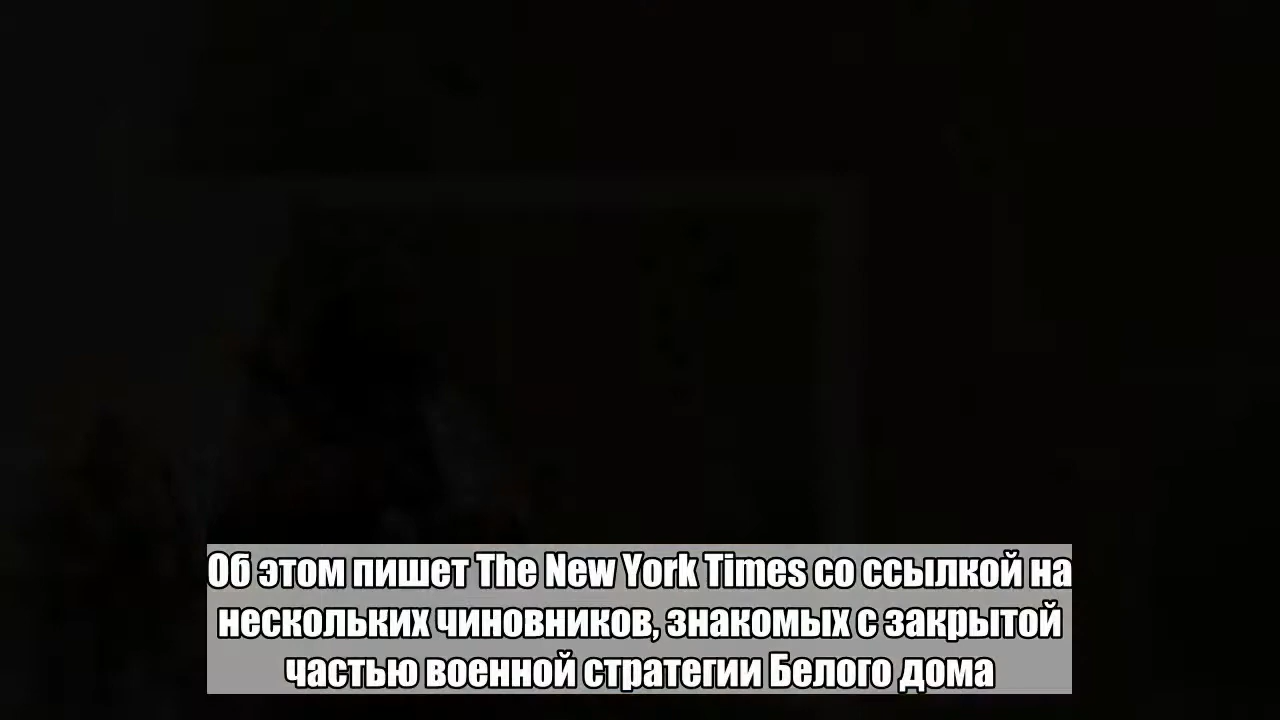 Об этом пишет The New York Times со ссылкой на
нескольких чиновников, знакомых с закрытой
частью военной стратегии Белого дома